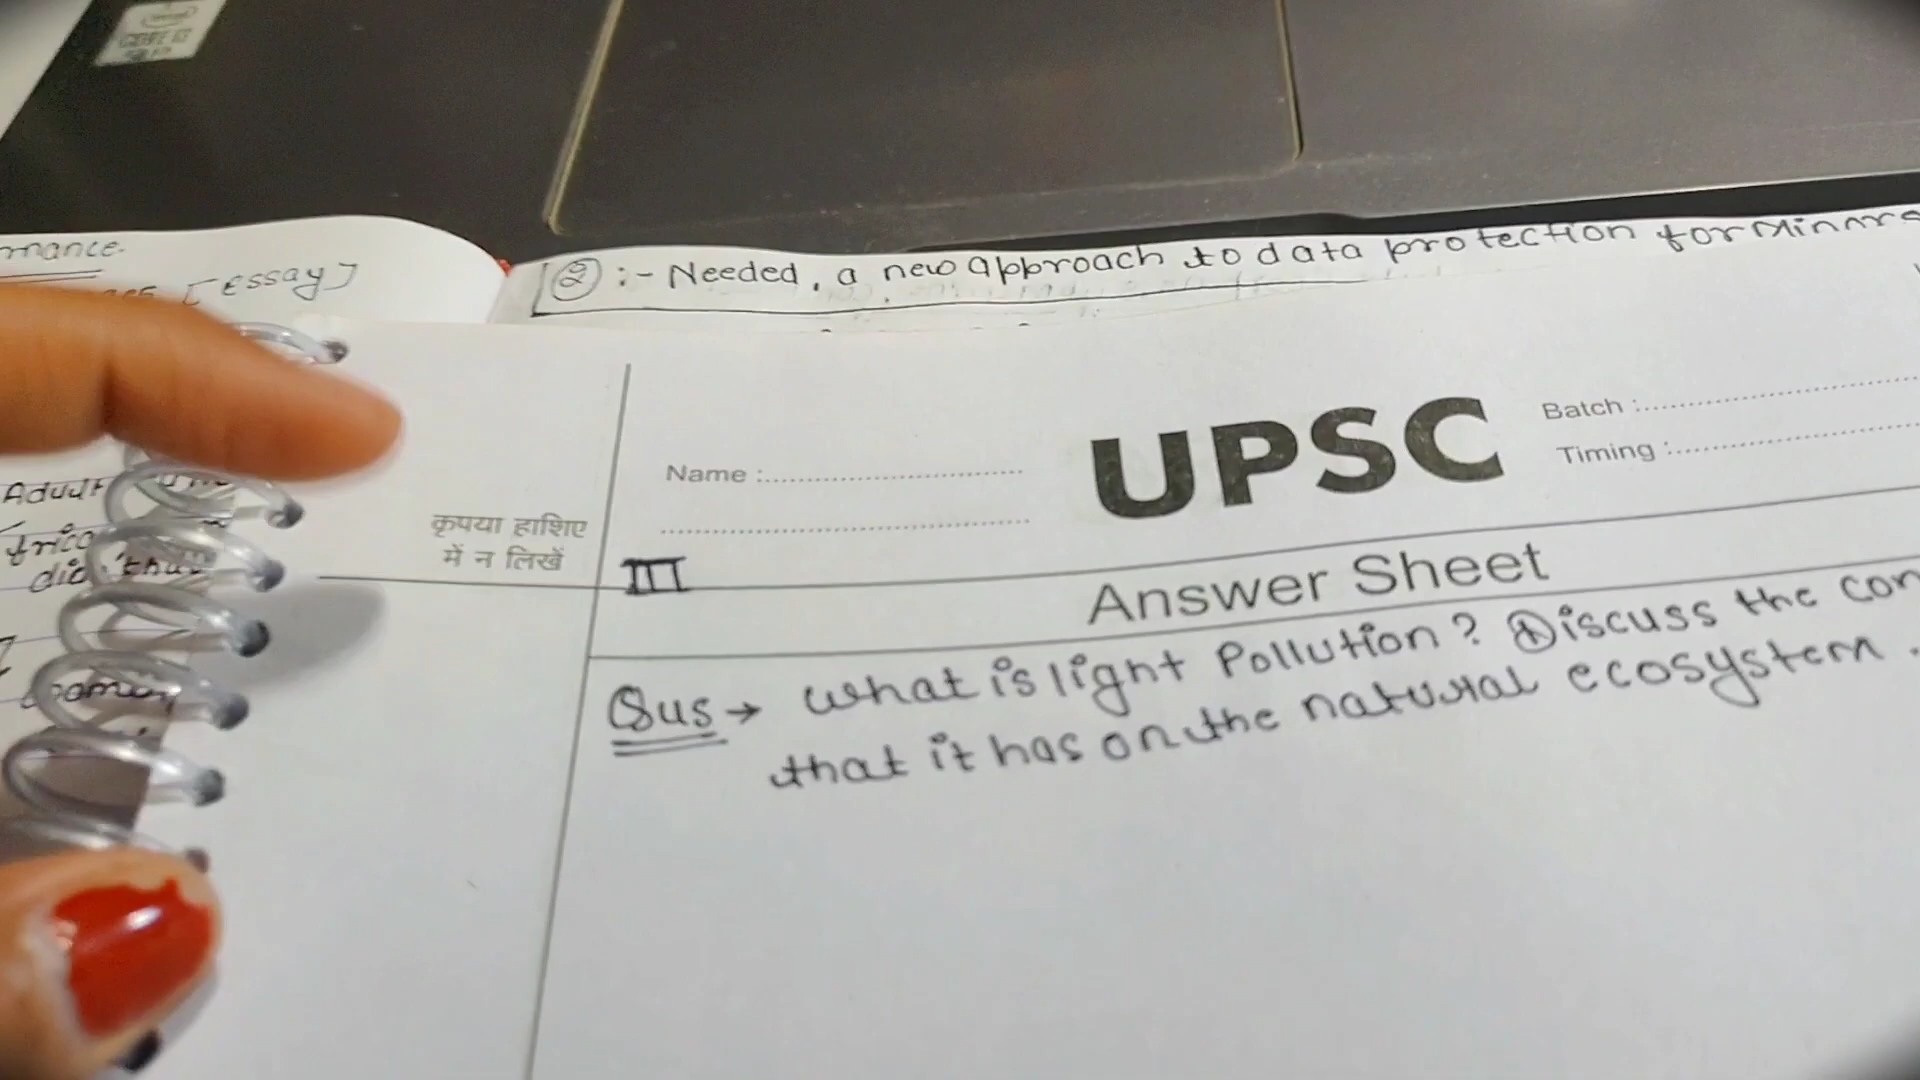 [essay]
② :- Needed, a new approach to data protection for Minors
Name :
Batch :
Timing :
UPSC
कृपया हाशिए
में न लिखें
III
Answer Sheet
Qus → what is light Pollution? Discuss the
that it has on the natural ecosystem.